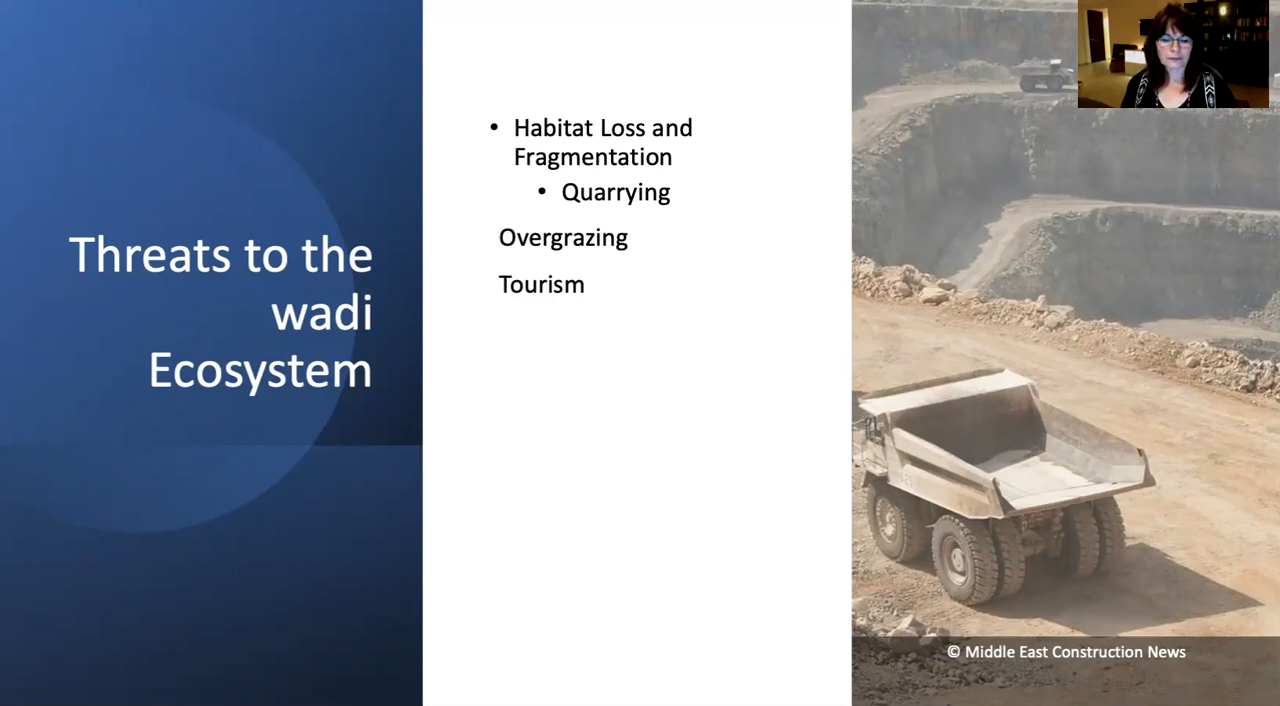 Threats to the
wadi
Ecosystem
• Habitat Loss and
Fragmentation
• Quarrying
Overgrazing
Tourism
© Middle East Construction News